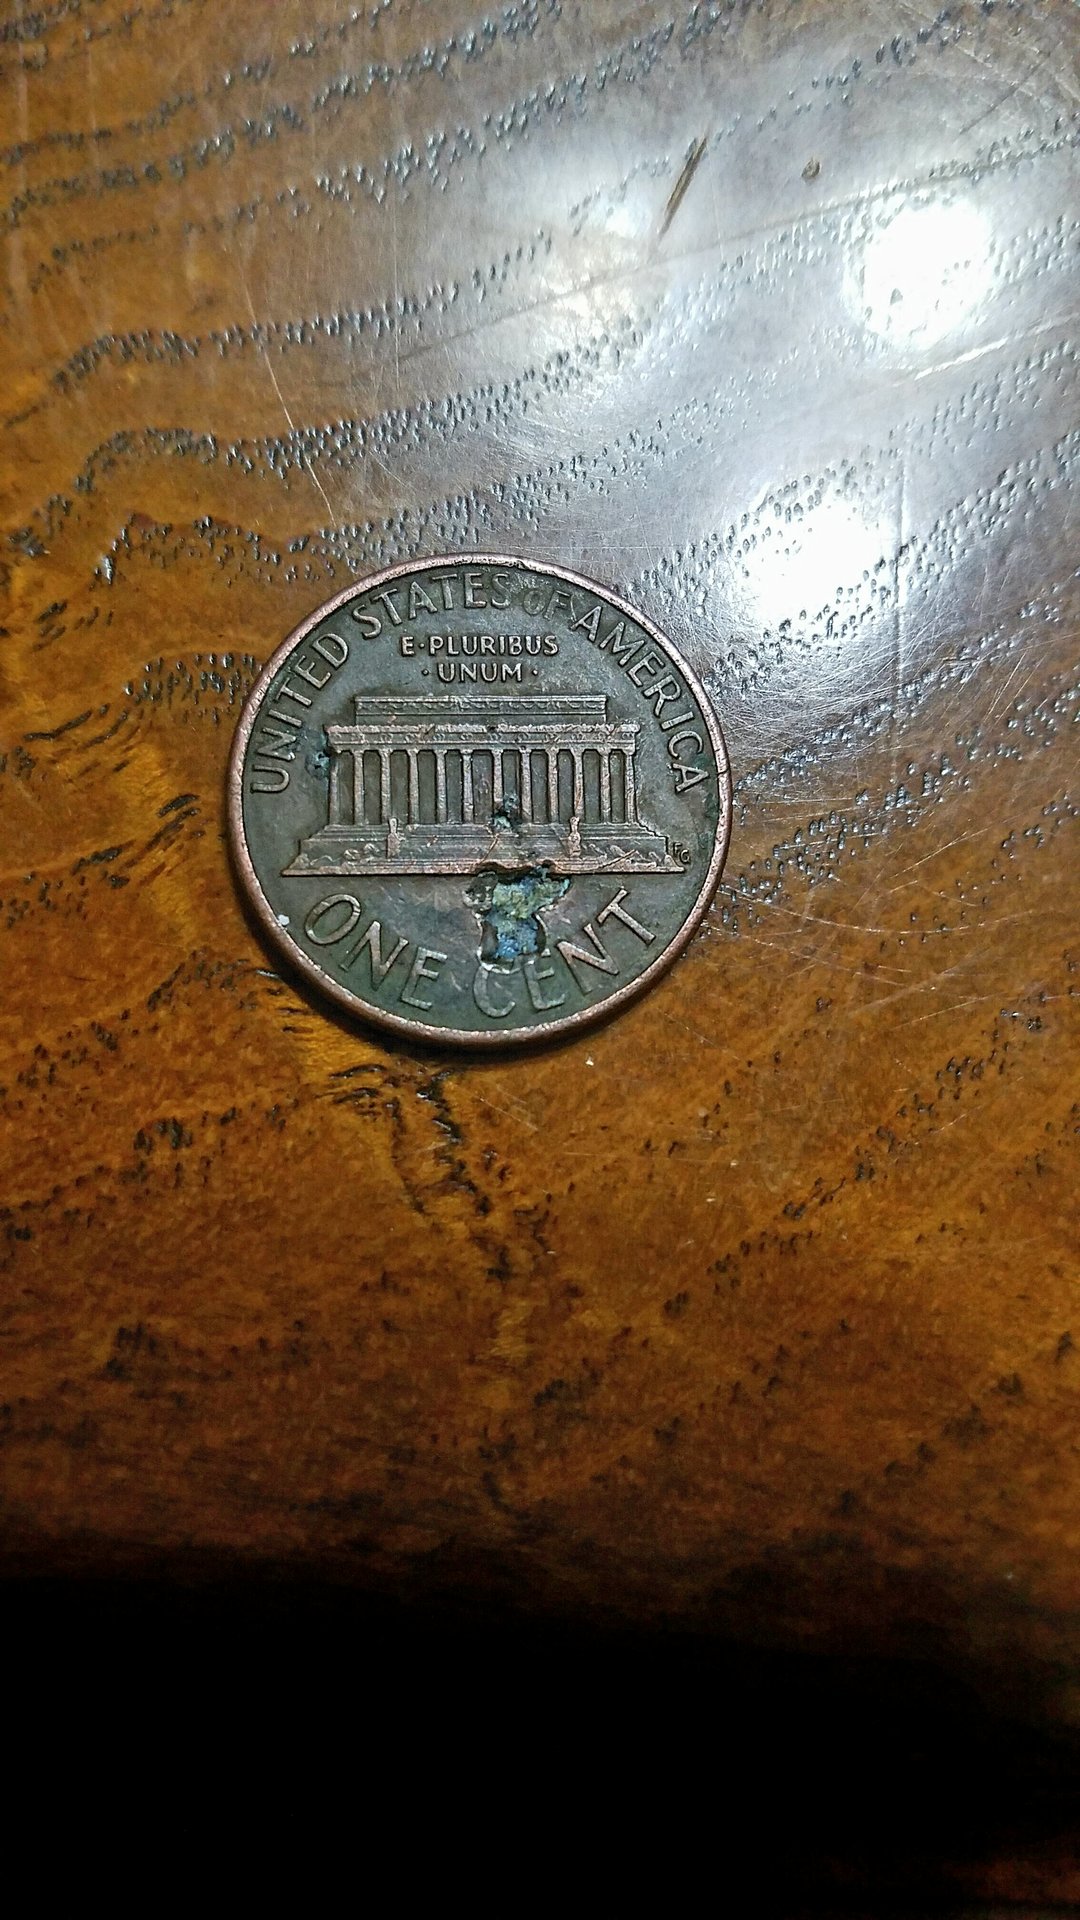 UNITED STATES OF AMERICA
E·PLURIBUS
·UNUM·
FG
ONE CENT